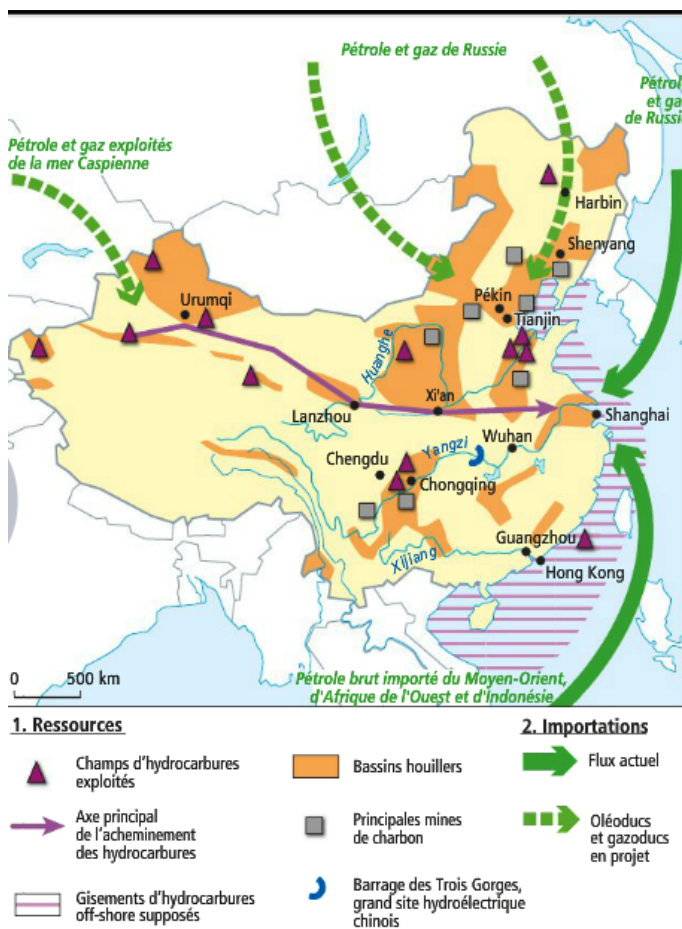 Pétrole et gaz de Russie
Pétrole et gaz exploités
de la mer Caspienne
et ga
de Russi
Harbin
Shenyang
Urumqi
Pékin
Tianjin
Huanghe
Lanzhou
Xi'an
Shanghai
Chengdu
Yangzi
Wuhan
Chongqing
Xijiang
Guangzhou
Hong Kong
0 500 km
Pétrole brut importé du Moyen-Orient,
d'Afrique de l'Ouest et d'Indonésie
1. Ressources
Champs d'hydrocarbures
exploités
Axe principal
de l'acheminement
des hydrocarbures
Gisements d'hydrocarbures
off-shore supposés
Bassins houillers
Principales mines
de charbon
Barrage des Trois Gorges,
grand site hydroélectrique
chinois
2. Importations
Flux actuel
Oléoducs
et gazoducs
en projet